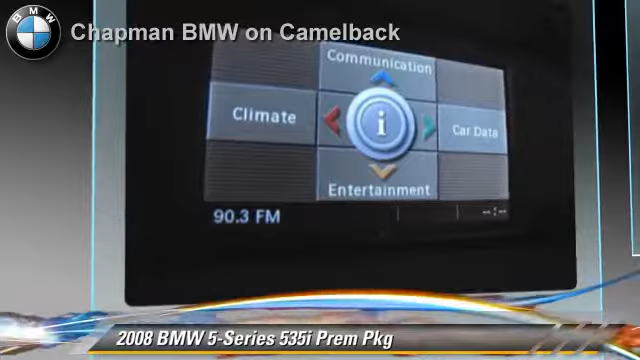 BMW
Chapman BMW on Camelback
Communication
Climate
i
Car Data
Entertainment
90.3 FM
--:--
2008 BMW 5-Series 535i Prem Pkg